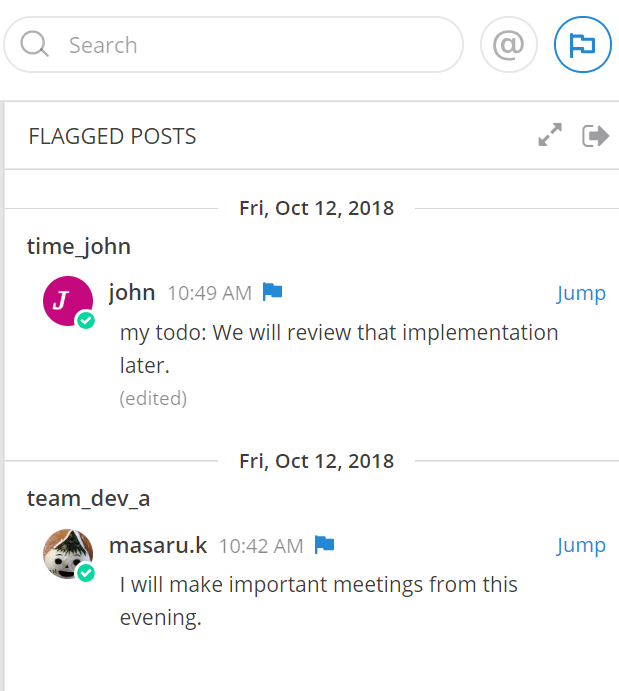 Search
@
FLAGGED POSTS
Fri, Oct 12, 2018
time_john
J
john 10:49 AM Jump
my todo: We will review that implementation
later.
(edited)
Fri, Oct 12, 2018
team_dev_a
masaru.k 10:42 AM Jump
I will make important meetings from this
evening.